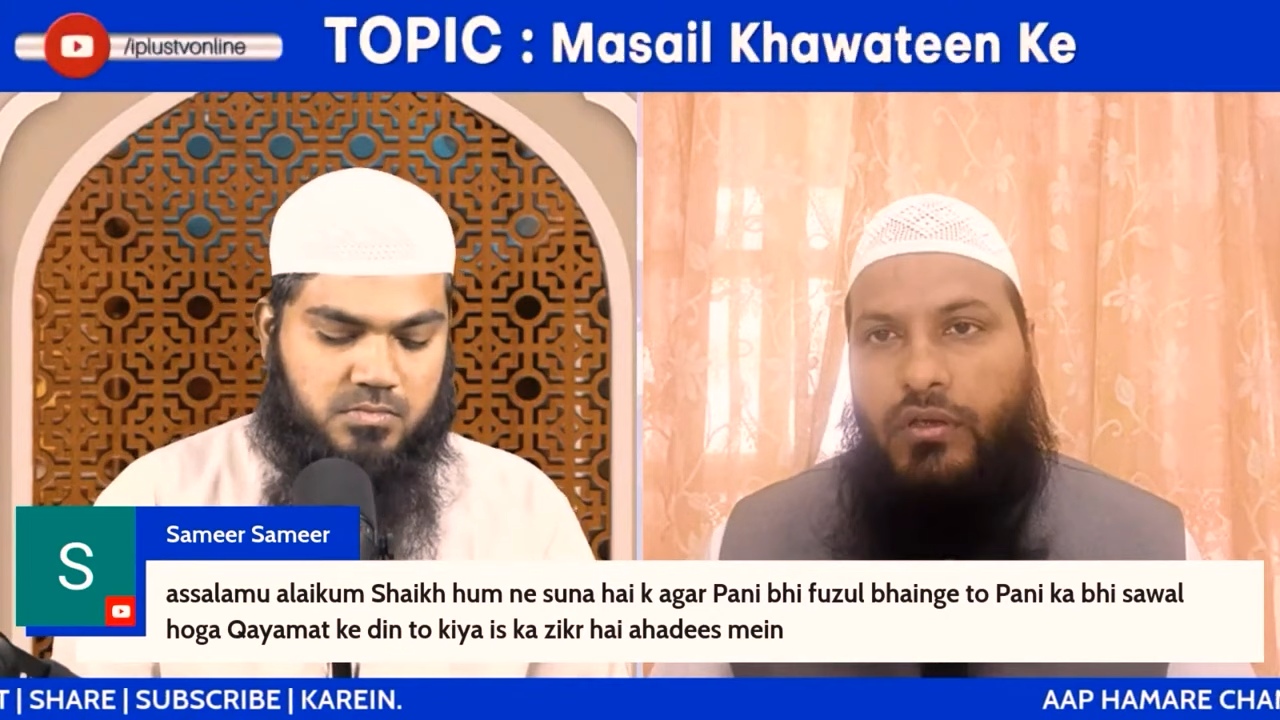 /iplustvonline
TOPIC : Masail Khawateen Ke
S
Sameer Sameer
assalamu alaikum Shaikh hum ne suna hai k agar Pani bhi fuzul bhainge to Pani ka bhi sawal
hoga Qayamat ke din to kiya is ka zikr hai ahadees mein
T | SHARE | SUBSCRIBE | KAREIN.
AAP HAMARE CHAN